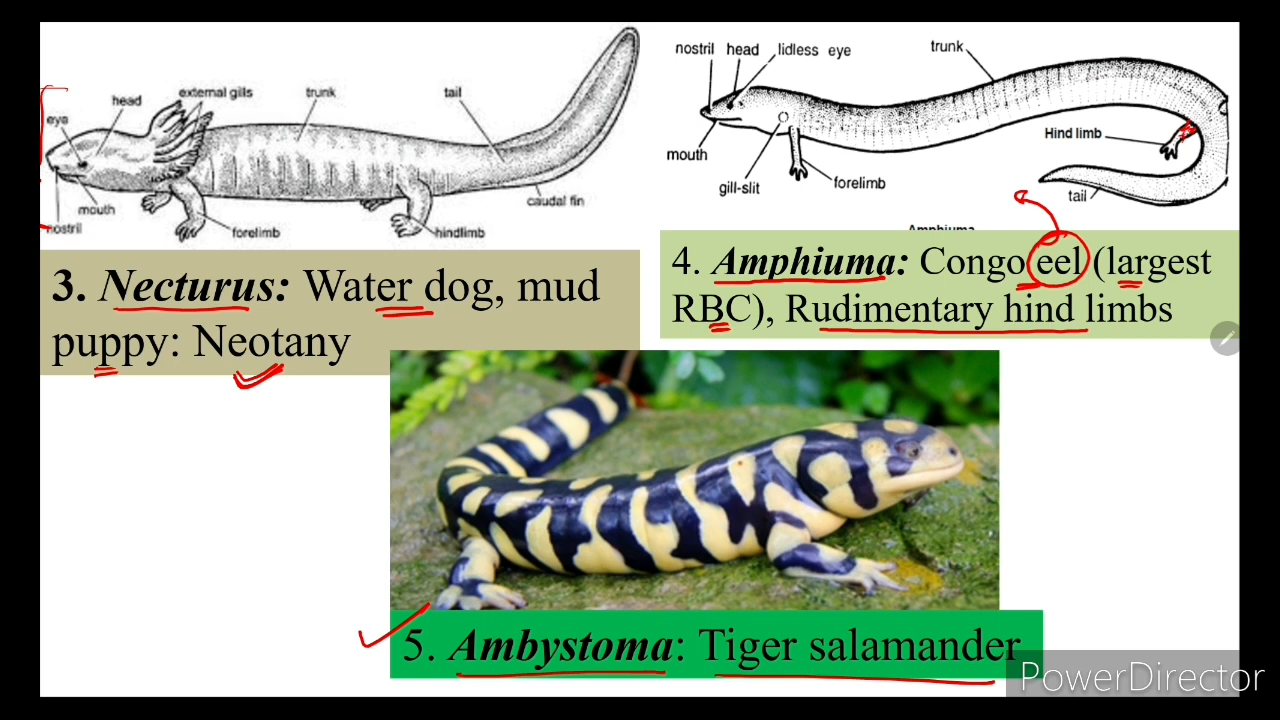 head
external gills
trunk
tail
eye
mouth
nostril
forelimb
hindlimb
caudal fin
3. Necturus: Water dog, mud
puppy: Neotany
nostril head lidless eye
trunk
mouth
gill-slit
forelimb
Hind limb
tail
Amphiuma
4. Amphiuma: Congo eel (largest
RBC), Rudimentary hind limbs
5. Ambystoma: Tiger salamander
PowerDirector